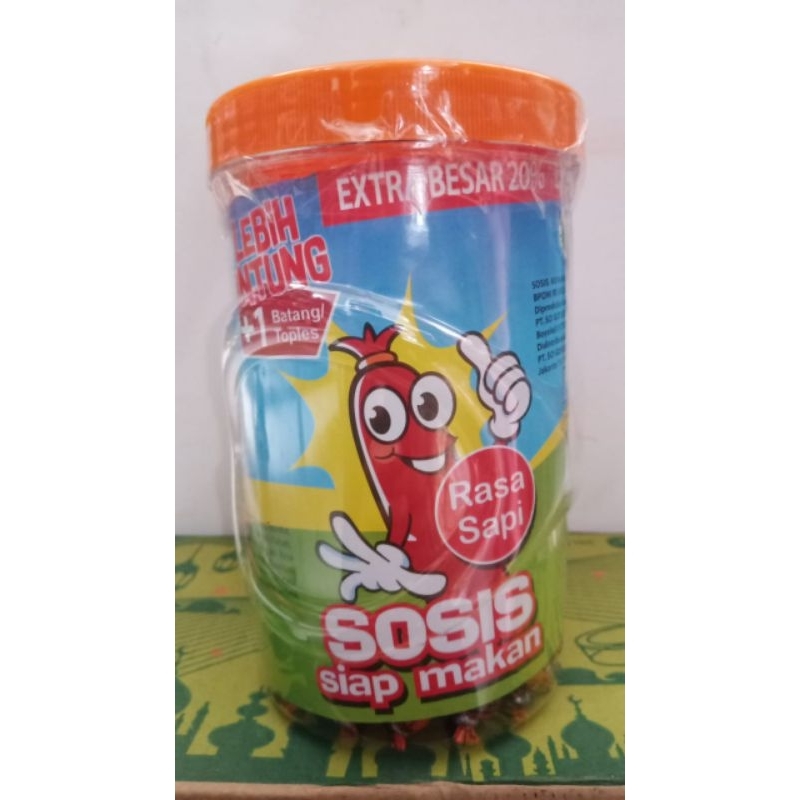 EXTRA BESAR 20%
LEBIH
UNTUNG
+1 Batang/
Toples
Rasa
Sapi
SOSIS
siap makan